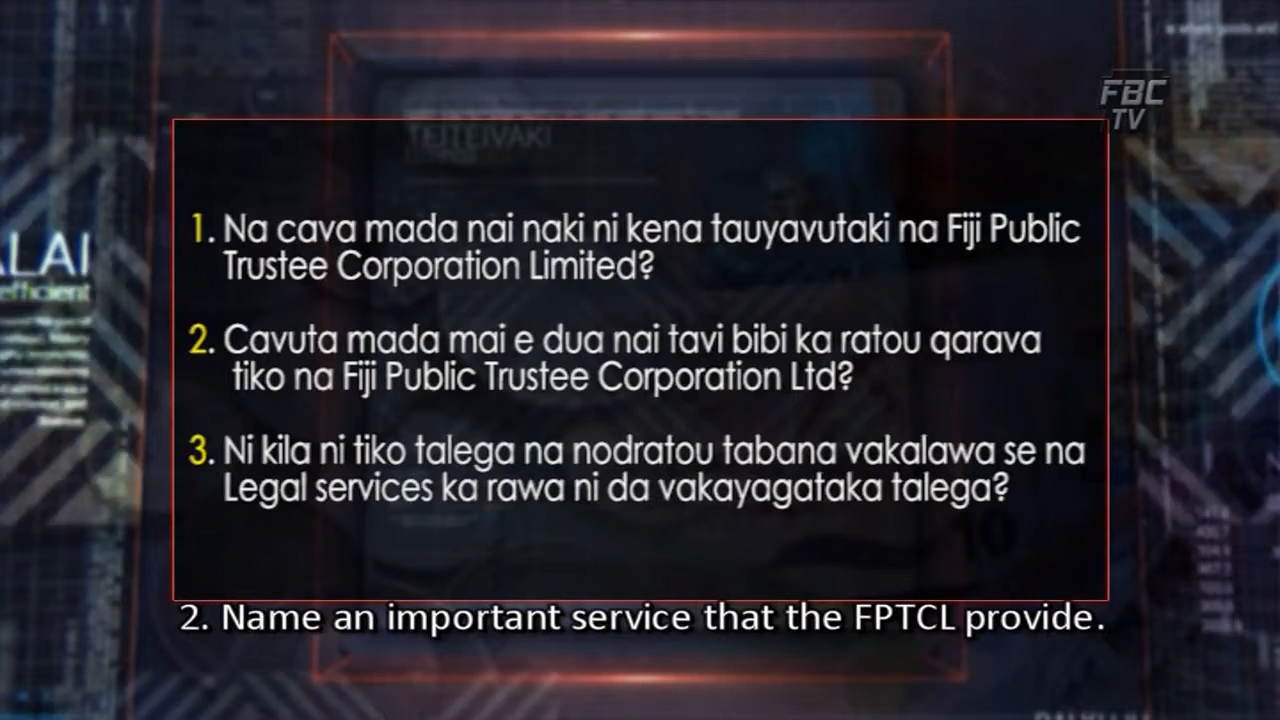 FBC
TV
TEITEIVAKI
ALAI
efficient
1. Na cava mada nai naki ni kena tauyavutaki na Fiji Public
Trustee Corporation Limited?
2. Cavuta mada mai e dua nai tavi bibi ka ratou qarava
tiko na Fiji Public Trustee Corporation Ltd?
3. Ni kila ni tiko talega na nodratou tabana vakalawa se na
Legal services ka rawa ni da vakayagataka talega?
10
2. Name an important service that the FPTCL provide.